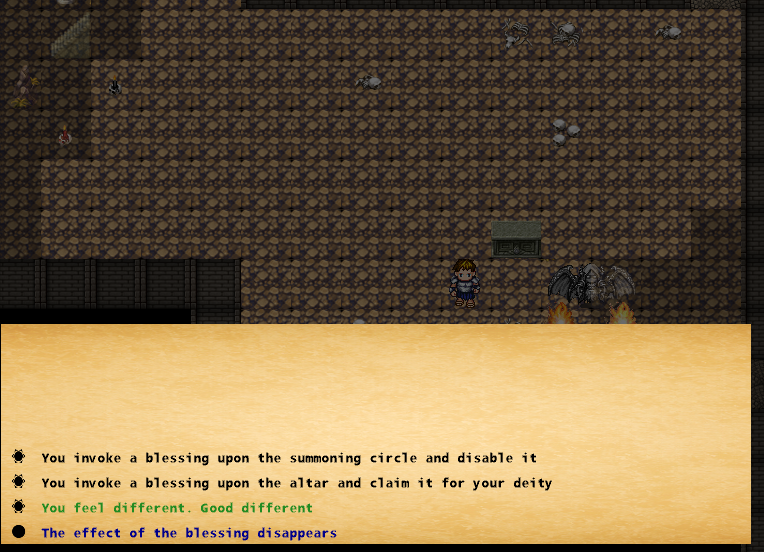 You invoke a blessing upon the summoning circle and disable it
You invoke a blessing upon the altar and claim it for your deity
You feel different. Good different
The effect of the blessing disappears